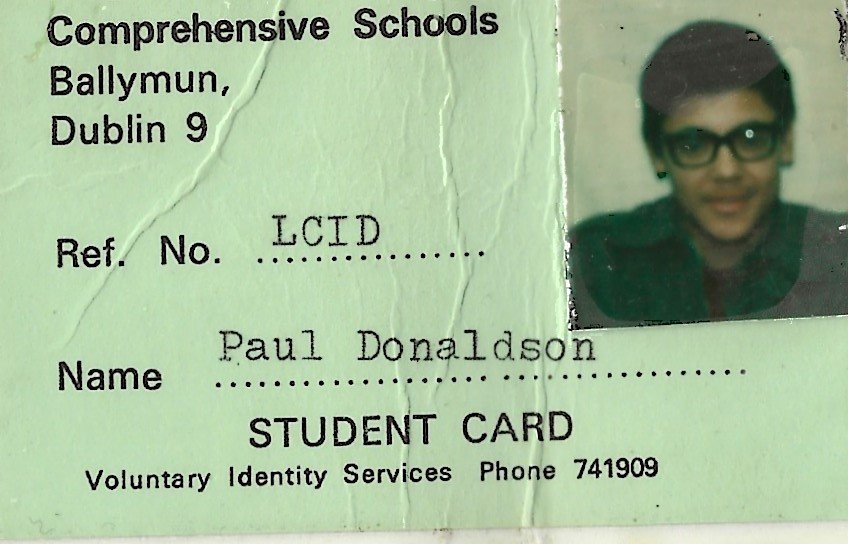 Comprehensive Schools
Ballymun,
Dublin 9
Ref. No. LCID
Name Paul Donaldson
STUDENT CARD
Voluntary Identity Services Phone 741909